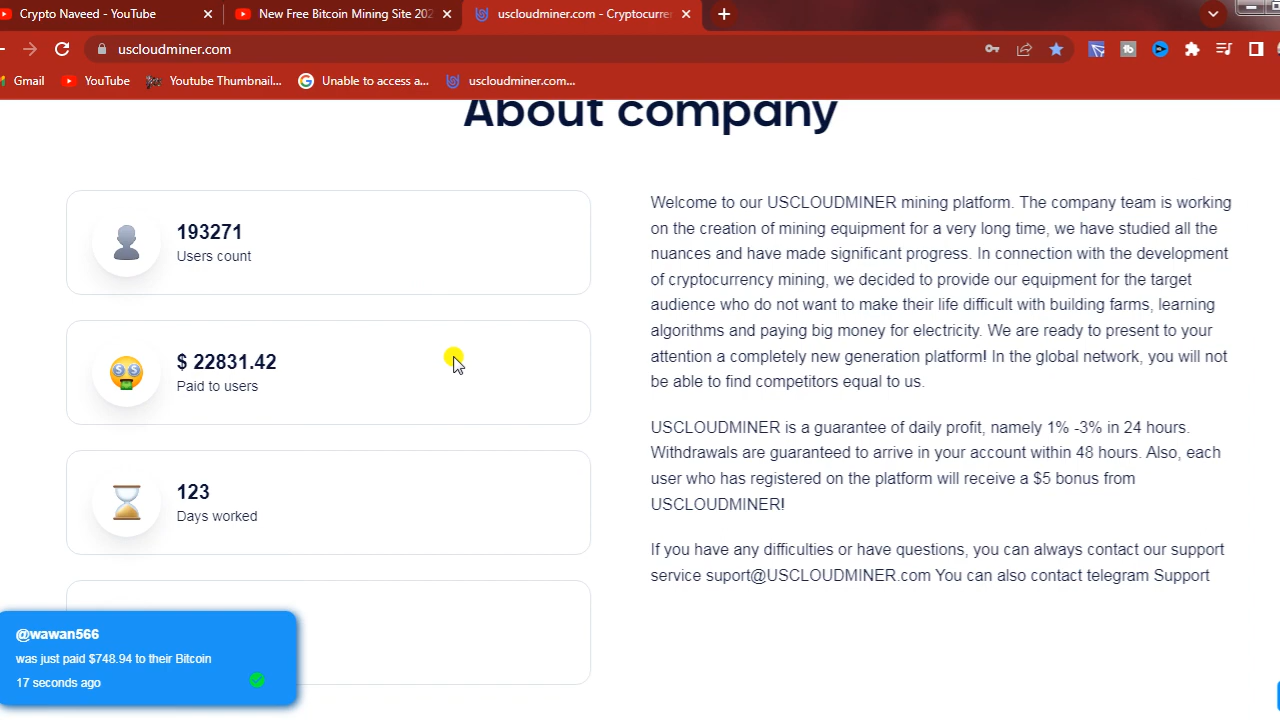 Crypto Naveed - YouTube
New Free Bitcoin Mining Site 202
uscloudminer.com - Cryptocurre
uscloudminer.com
Gmail
YouTube
Youtube Thumbnail...
Unable to access a...
uscloudminer.com...
About company
193271
Users count
$ 22831.42
Paid to users
123
Days worked
Welcome to our USCLOUDMINER mining platform. The company team is working
on the creation of mining equipment for a very long time, we have studied all the
nuances and have made significant progress. In connection with the development
of cryptocurrency mining, we decided to provide our equipment for the target
audience who do not want to make their life difficult with building farms, learning
algorithms and paying big money for electricity. We are ready to present to your
attention a completely new generation platform! In the global network, you will not
be able to find competitors equal to us.
USCLOUDMINER is a guarantee of daily profit, namely 1% -3% in 24 hours.
Withdrawals are guaranteed to arrive in your account within 48 hours. Also, each
user who has registered on the platform will receive a $5 bonus from
USCLOUDMINER!
If you have any difficulties or have questions, you can always contact our support
service suport@USCLOUDMINER.com You can also contact telegram Support
@wawan566
was just paid $748.94 to their Bitcoin
17 seconds ago